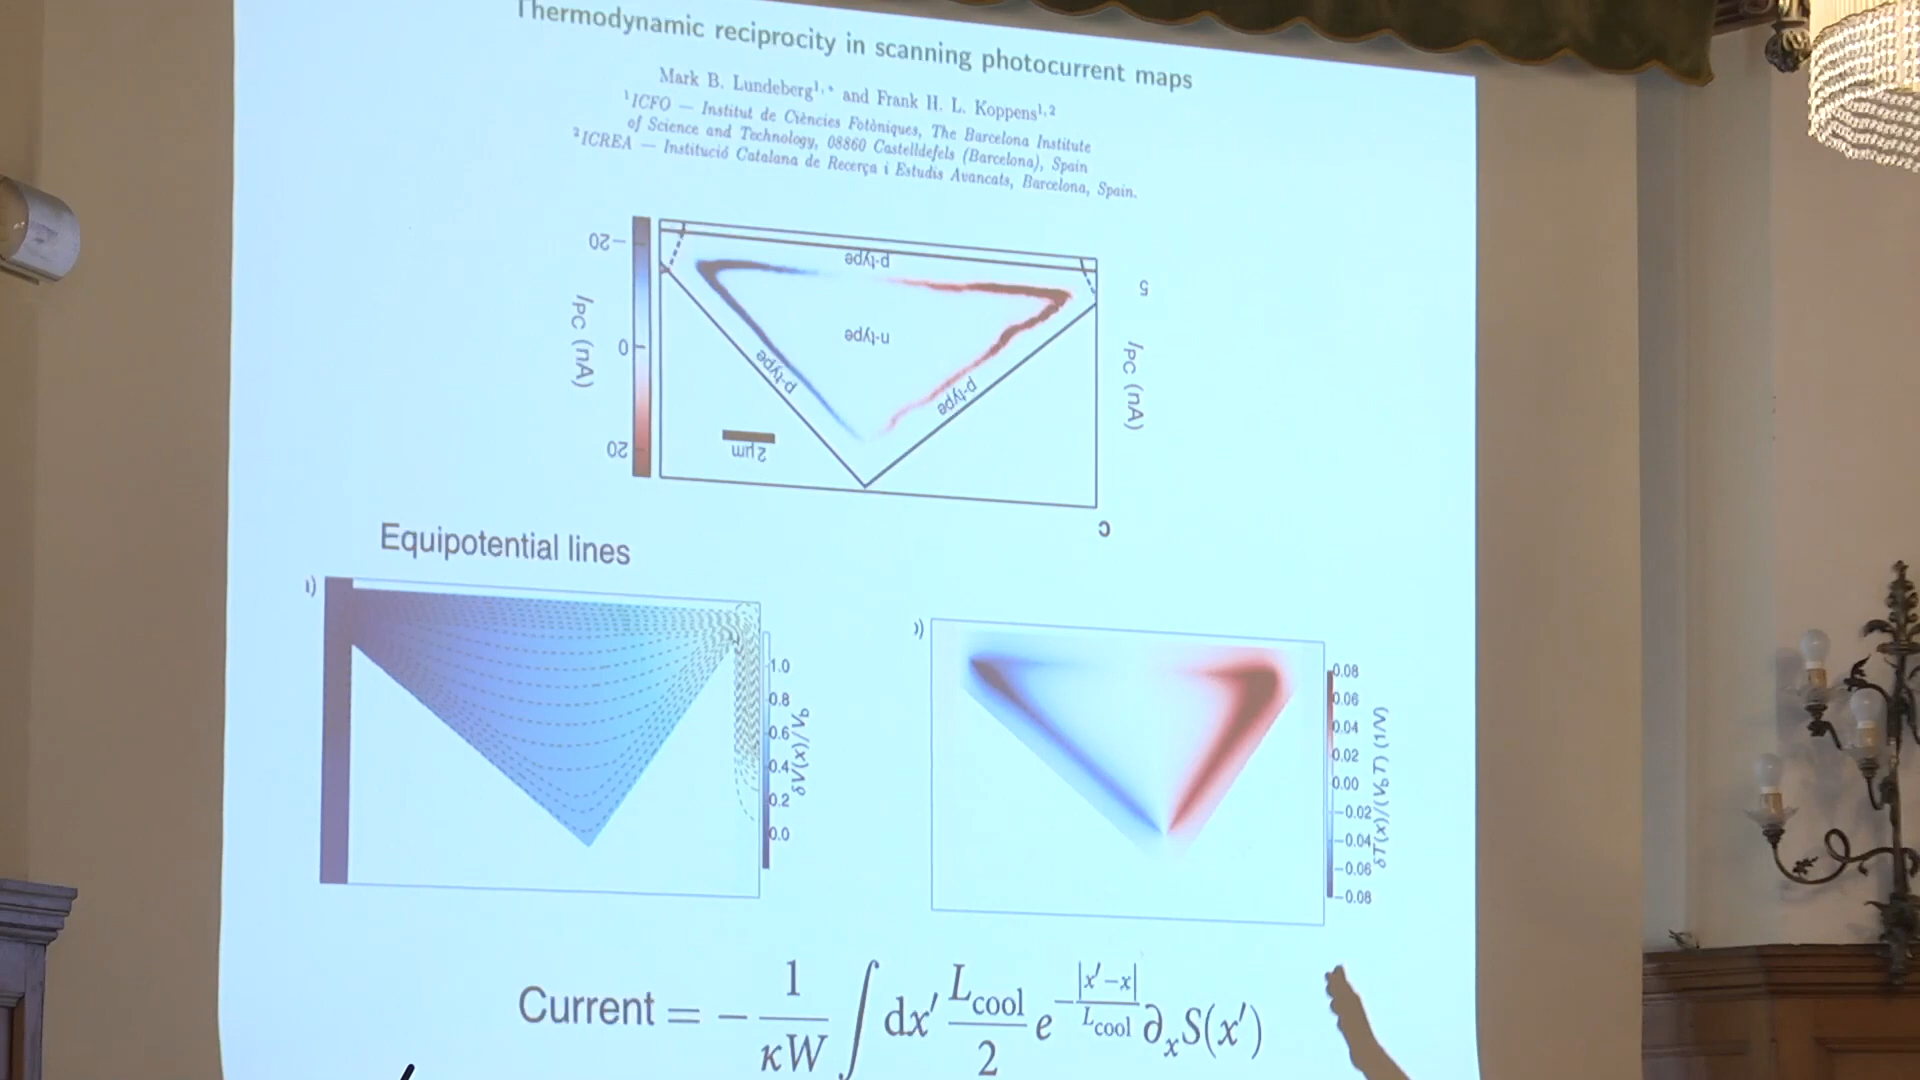 Thermodynamic reciprocity in scanning photocurrent maps
Mark B. Lundeberg¹,* and Frank H. L. Koppens¹,²
¹ICFO — Institut de Ciències Fotòniques, The Barcelona Institute
of Science and Technology, 08860 Castelldefels (Barcelona), Spain
²ICREA — Institució Catalana de Recerça i Estudis Avancats, Barcelona, Spain.
−20
0
20
I_PC (nA)
p-type
n-type
p-type
p-type
2 µm
5
I_PC (nA)
c
Equipotential lines
1.0
0.8
0.6
0.4
0.2
0.0
δV(x)/V_b
0.08
0.06
0.04
0.02
0.00
−0.02
−0.04
−0.06
−0.08
δT(x)/(V_b T) (1/V)
Current = − 1/κW ∫ dx′ L_cool/2 e^(−|x′−x|/L_cool) ∂_x S(x′)